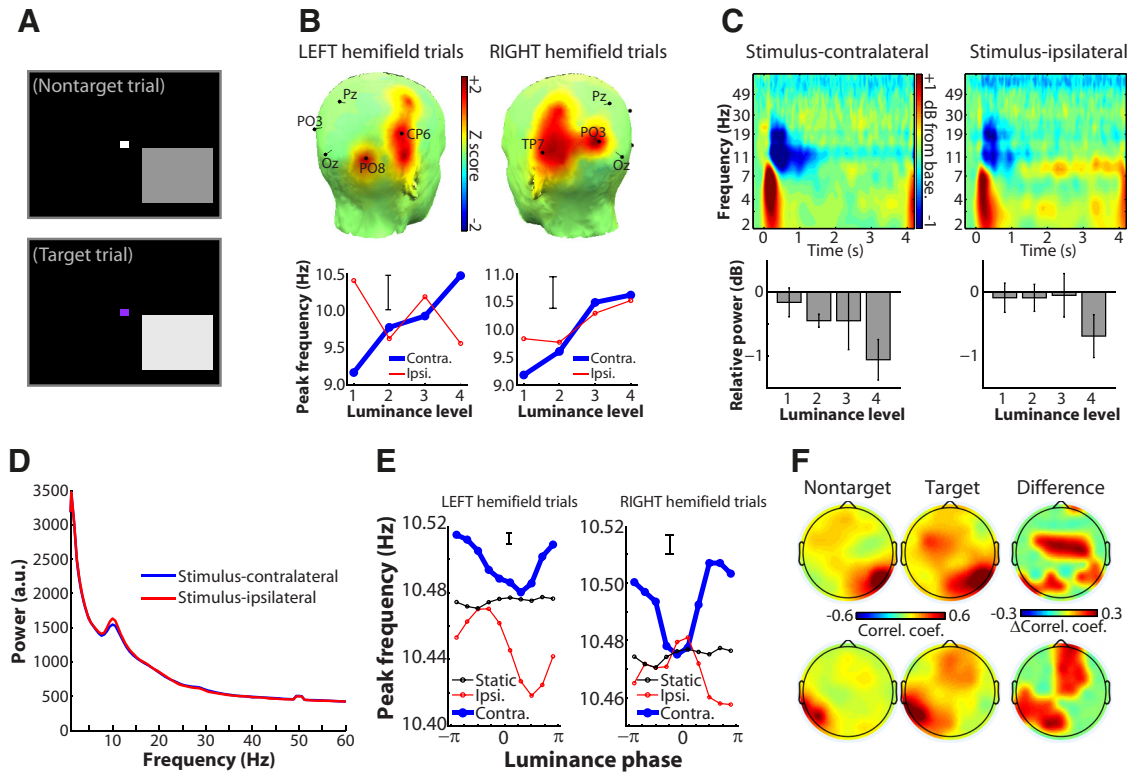 A
(Nontarget trial)
(Target trial)
B
LEFT hemifield trials
RIGHT hemifield trials
Pz
PO3
Oz
PO8
CP6
+2
Z score
-2
Pz
PO3
TP7
Oz
Peak frequency (Hz)
10.5
10.0
9.5
9.0
Contra.
Ipsi.
1 2 3 4
Luminance level
11.0
10.5
10.0
9.5
9.0
Contra.
Ipsi.
1 2 3 4
Luminance level
C
Stimulus-contralateral
Stimulus-ipsilateral
Frequency (Hz)
49
29
19
11
7
4
2
0 1 2 3 4
Time (s)
+1
dB from base.
-1
49
29
19
11
7
4
2
0 1 2 3 4
Time (s)
Relative power (dB)
0
−1
1 2 3 4
Luminance level
0
−1
1 2 3 4
Luminance level
D
Power (a.u.)
3500
3000
2500
2000
1500
1000
500
0
Stimulus-contralateral
Stimulus-ipsilateral
10 20 30 40 50 60
Frequency (Hz)
E
LEFT hemifield trials
RIGHT hemifield trials
Peak frequency (Hz)
10.52
10.48
10.44
10.40
Static
Ipsi.
Contra.
−π 0 π
10.52
10.50
10.48
10.46
Static
Ipsi.
Contra.
−π 0 π
Luminance phase
F
Nontarget
Target
Difference
-0.6 0.6
Correl. coef.
-0.3 0.3
ΔCorrel. coef.